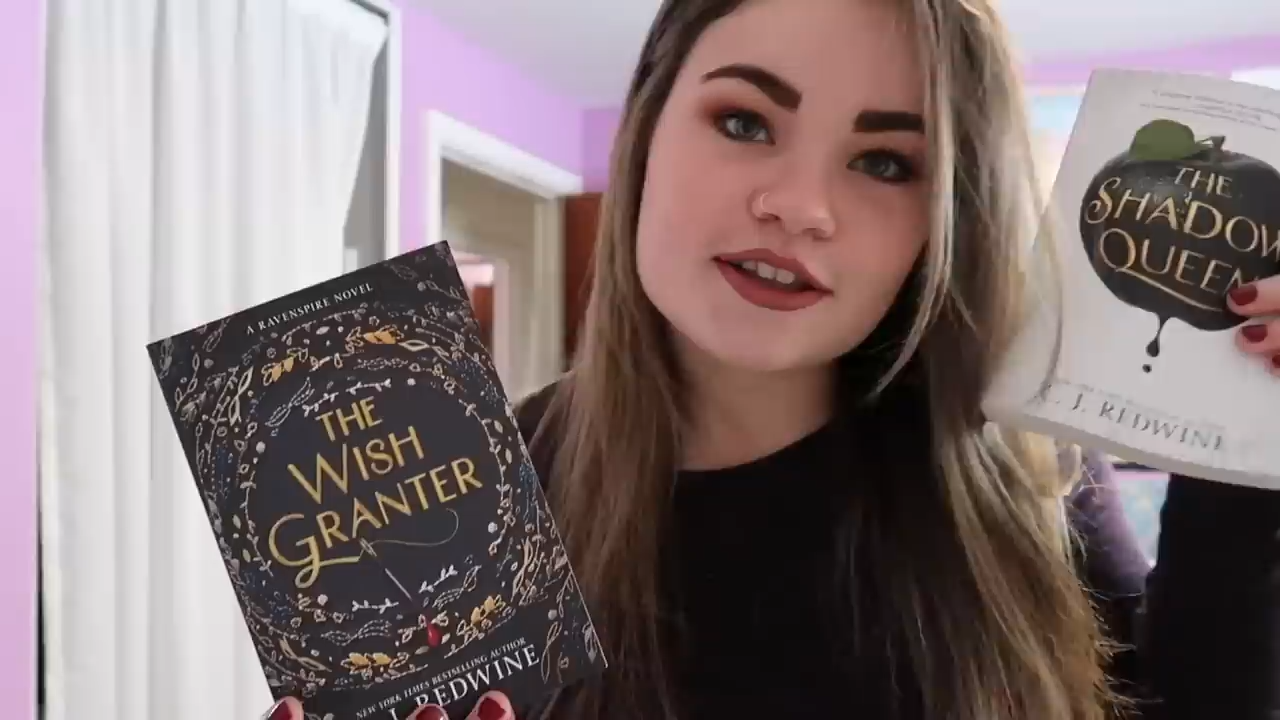 A RAVENSPIRE NOVEL
THE
WISH
GRANTER
NEW YORK TIMES BESTSELLING AUTHOR
J. REDWINE
THE
SHADOW
QUEEN
C. J. REDWINE